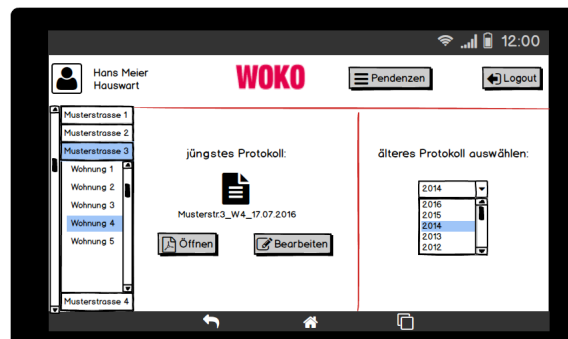 12:00
Hans Meier
Hauswart
WOKO
Pendenzen
Logout
Musterstrasse 1
Musterstrasse 2
Musterstrasse 3
Wohnung 1
Wohnung 2
Wohnung 3
Wohnung 4
Wohnung 5
Musterstrasse 4
jüngstes Protokoll:
Musterstr.3_W4_17.07.2016
Öffnen
Bearbeiten
älteres Protokoll auswählen:
2014
2016
2015
2014
2013
2012